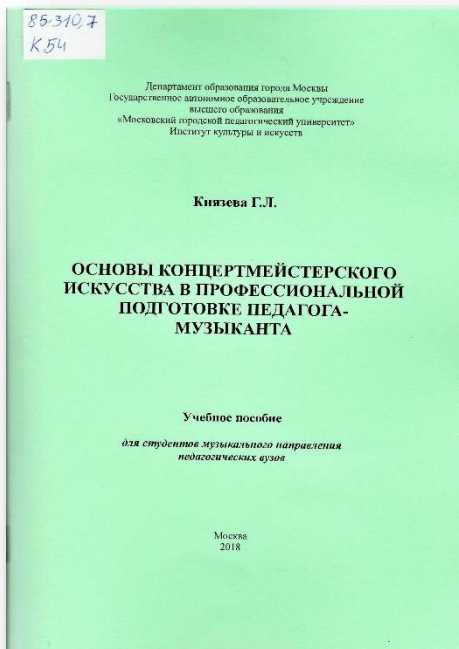 85.310,7
К54
Департамент образования города Москвы
Государственное автономное образовательное учреждение
высшего образования
«Московский городской педагогический университет»
Институт культуры и искусств
Князева Г.Л.
ОСНОВЫ КОНЦЕРТМЕЙСТЕРСКОГО
ИСКУССТВА В ПРОФЕССИОНАЛЬНОЙ
ПОДГОТОВКЕ ПЕДАГОГА-
МУЗЫКАНТА
Учебное пособие
для студентов музыкального направления
педагогических вузов
Москва
2018